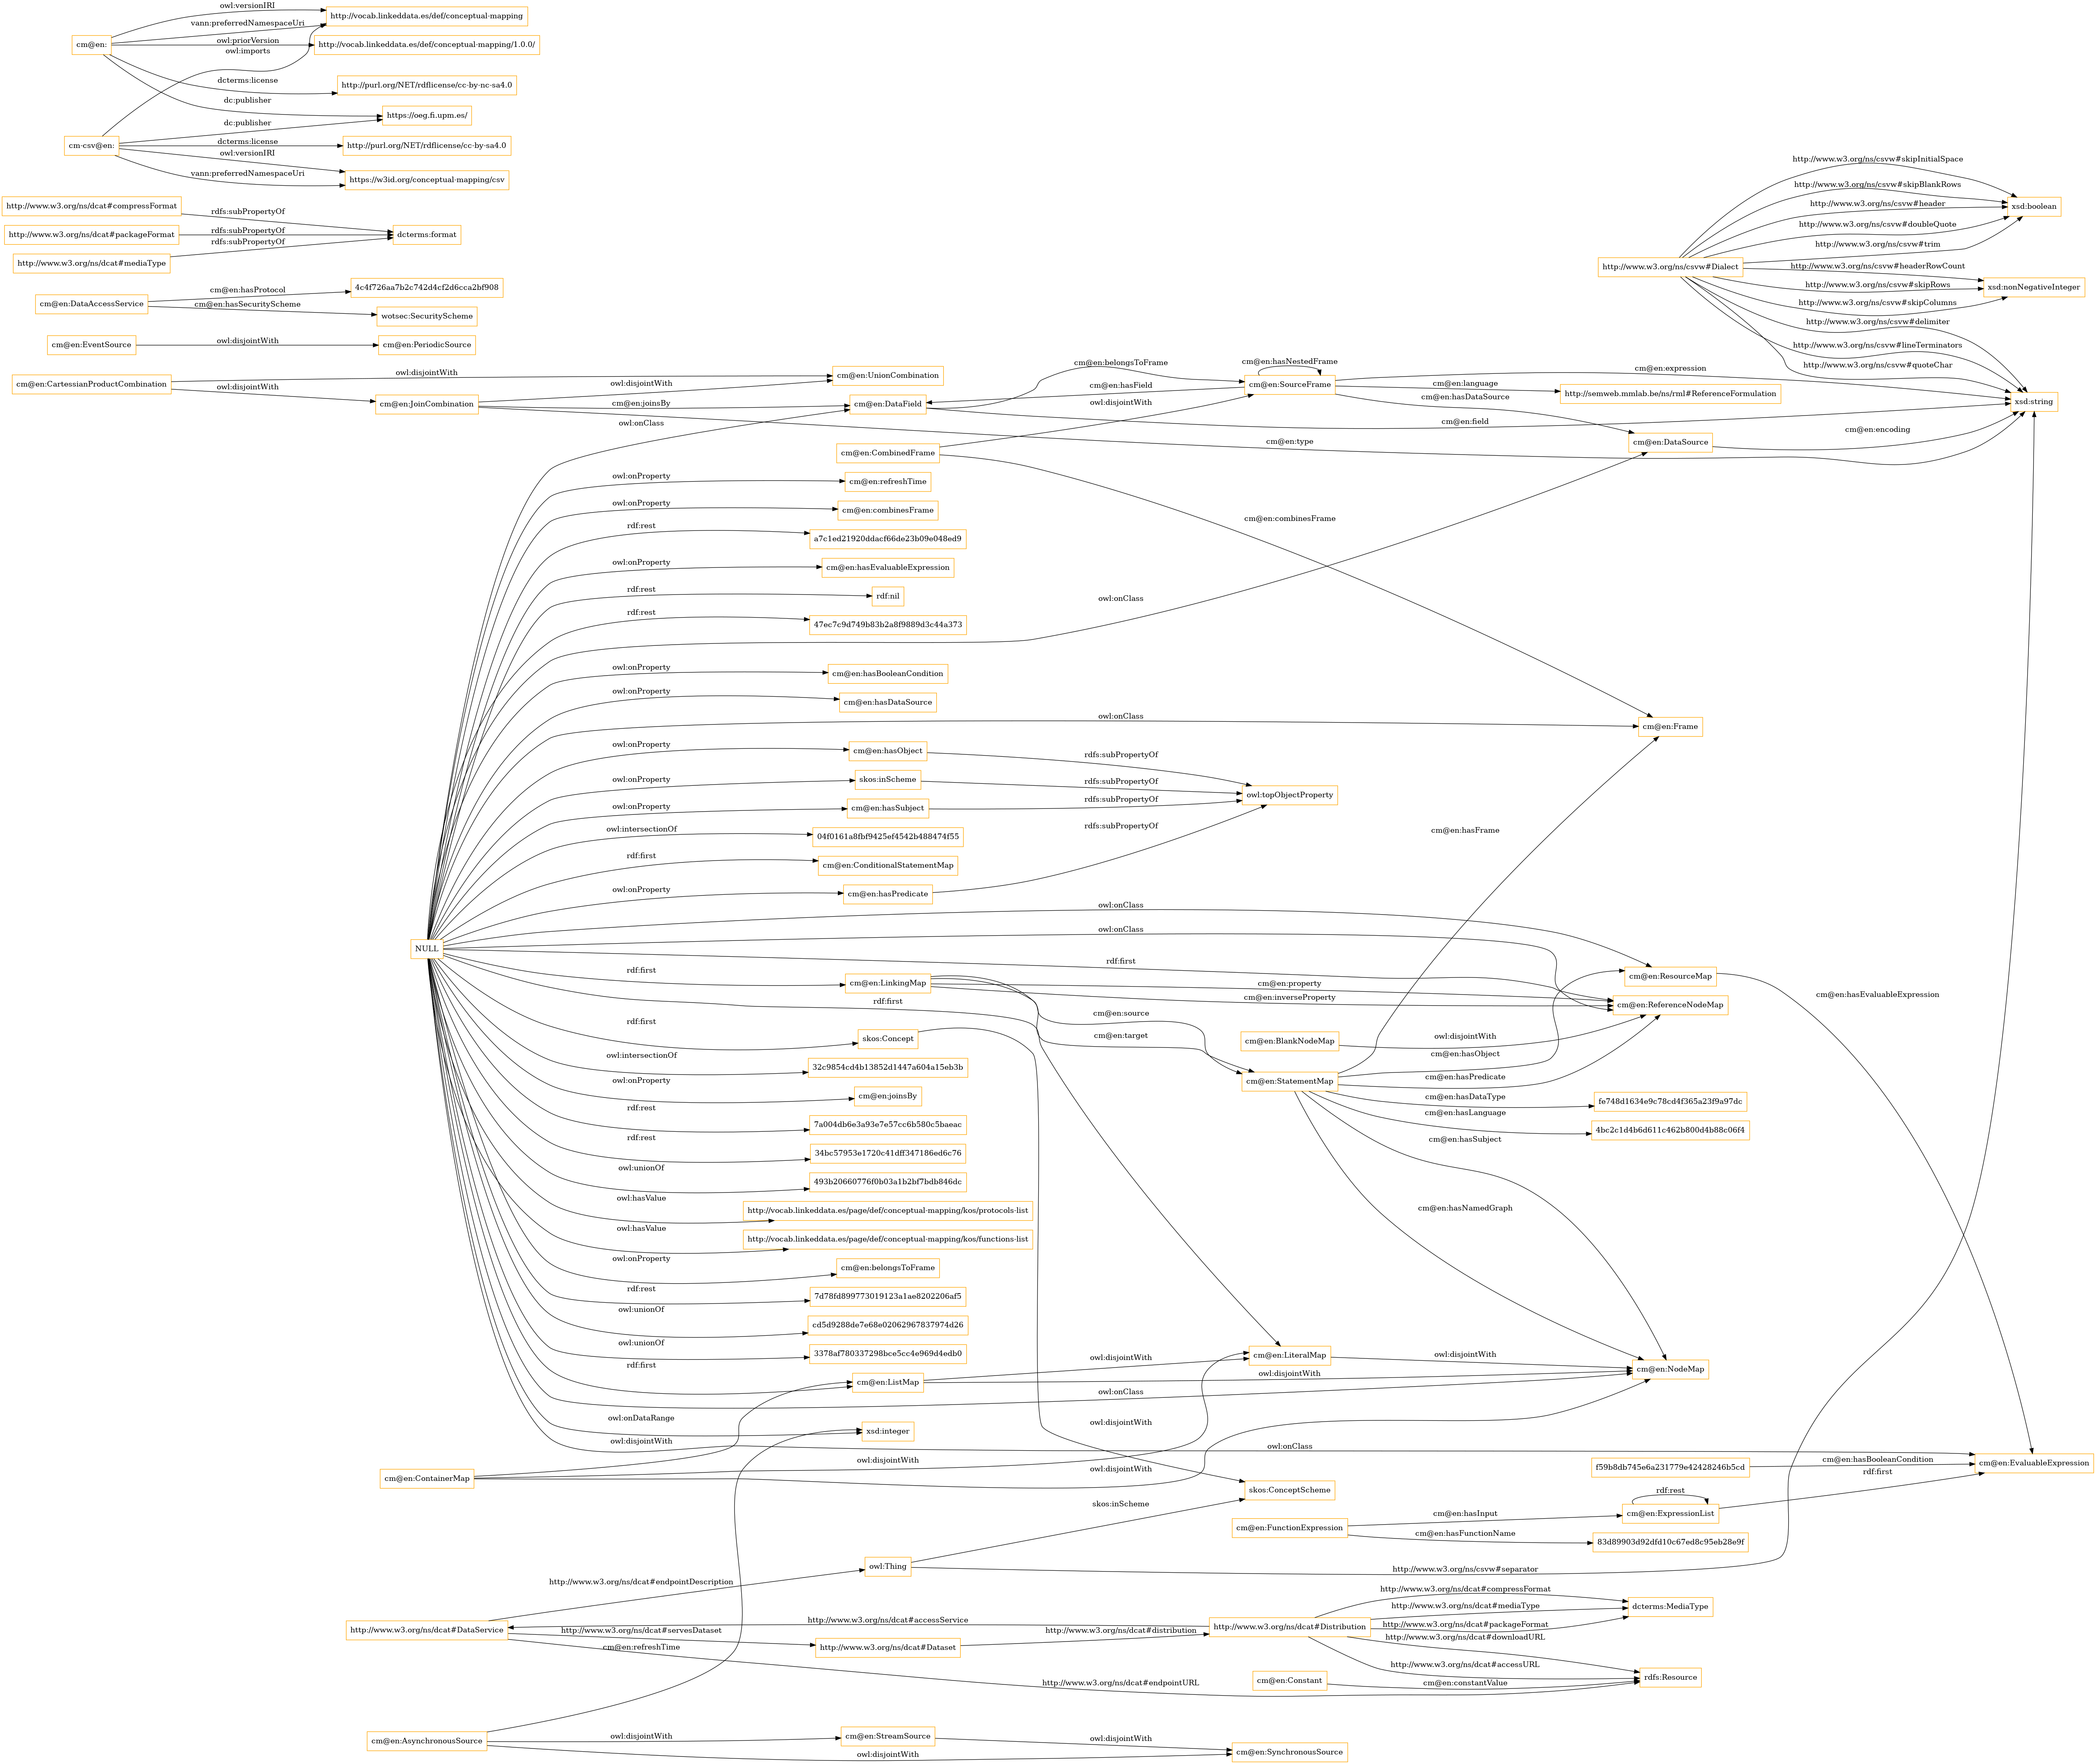 owl:versionIRI
http://vocab.linkeddata.es/def/conceptual-mapping
vann:preferredNamespaceUri
cm@en:
owl:priorVersion
http://vocab.linkeddata.es/def/conceptual-mapping/1.0.0/
owl:imports
dcterms:license
http://purl.org/NET/rdflicense/cc-by-nc-sa4.0
dc:publisher
https://oeg.fi.upm.es/
dc:publisher
cm-csv@en:
dcterms:license
http://purl.org/NET/rdflicense/cc-by-sa4.0
owl:versionIRI
vann:preferredNamespaceUri
https://w3id.org/conceptual-mapping/csv
http://www.w3.org/ns/dcat#compressFormat
rdfs:subPropertyOf
http://www.w3.org/ns/dcat#packageFormat
rdfs:subPropertyOf
dcterms:format
rdfs:subPropertyOf
http://www.w3.org/ns/dcat#mediaType
cm@en:DataAccessService
cm@en:hasProtocol
4c4f726aa7b2c742d4cf2d6cca2bf908
cm@en:hasSecurityScheme
wotsec:SecurityScheme
cm@en:EventSource
owl:disjointWith
cm@en:PeriodicSource
cm@en:CartessianProductCombination
owl:disjointWith
cm@en:UnionCombination
owl:disjointWith
cm@en:JoinCombination
owl:disjointWith
cm@en:joinsBy
cm@en:DataField
cm@en:type
owl:onClass
cm@en:belongsToFrame
cm@en:hasField
cm@en:hasNestedFrame
cm@en:SourceFrame
cm@en:expression
cm@en:language
http://semweb.mmlab.be/ns/rml#ReferenceFormulation
cm@en:hasDataSource
cm@en:field
cm@en:DataSource
cm@en:encoding
http://www.w3.org/ns/csvw#Dialect
http://www.w3.org/ns/csvw#skipInitialSpace
http://www.w3.org/ns/csvw#skipBlankRows
http://www.w3.org/ns/csvw#header
http://www.w3.org/ns/csvw#doubleQuote
http://www.w3.org/ns/csvw#trim
xsd:boolean
http://www.w3.org/ns/csvw#headerRowCount
http://www.w3.org/ns/csvw#skipRows
http://www.w3.org/ns/csvw#skipColumns
xsd:nonNegativeInteger
http://www.w3.org/ns/csvw#delimiter
http://www.w3.org/ns/csvw#lineTerminators
http://www.w3.org/ns/csvw#quoteChar
xsd:string
cm@en:CombinedFrame
owl:disjointWith
cm@en:combinesFrame
owl:onProperty
cm@en:refreshTime
owl:onProperty
cm@en:combinesFrame
rdf:rest
a7c1ed21920ddacf66de23b09e048ed9
owl:onProperty
cm@en:hasEvaluableExpression
rdf:rest
rdf:nil
rdf:rest
47ec7c9d749b83b2a8f9889d3c44a373
owl:onClass
owl:onProperty
cm@en:hasBooleanCondition
owl:onProperty
cm@en:hasDataSource
owl:onClass
cm@en:Frame
owl:onProperty
cm@en:hasObject
rdfs:subPropertyOf
owl:onProperty
skos:inScheme
rdfs:subPropertyOf
owl:topObjectProperty
owl:onProperty
cm@en:hasSubject
rdfs:subPropertyOf
owl:intersectionOf
04f0161a8fbf9425ef4542b488474f55
rdf:first
cm@en:ConditionalStatementMap
owl:onProperty
cm@en:hasPredicate
rdfs:subPropertyOf
cm@en:hasFrame
NULL
owl:onClass
owl:onClass
rdf:first
cm@en:ResourceMap
rdf:first
cm@en:LinkingMap
cm@en:property
cm@en:inverseProperty
cm@en:ReferenceNodeMap
cm@en:source
cm@en:target
rdf:first
rdf:first
skos:Concept
cm@en:BlankNodeMap
owl:disjointWith
cm@en:hasObject
cm@en:StatementMap
cm@en:hasPredicate
cm@en:hasDataType
fe748d1634e9c78cd4f365a23f9a97dc
cm@en:hasLanguage
4bc2c1d4b6d611c462b800d4b88c06f4
cm@en:hasSubject
cm@en:hasNamedGraph
cm@en:hasEvaluableExpression
owl:intersectionOf
32c9854cd4b13852d1447a604a15eb3b
owl:onProperty
cm@en:joinsBy
rdf:rest
7a004db6e3a93e7e57cc6b580c5baeac
rdf:rest
34bc57953e1720c41dff347186ed6c76
owl:unionOf
493b20660776f0b03a1b2bf7bdb846dc
owl:hasValue
http://vocab.linkeddata.es/page/def/conceptual-mapping/kos/protocols-list
owl:hasValue
http://vocab.linkeddata.es/page/def/conceptual-mapping/kos/functions-list
owl:onProperty
cm@en:belongsToFrame
rdf:rest
7d78fd899773019123a1ae8202206af5
owl:unionOf
cd5d9288de7e68e02062967837974d26
owl:unionOf
3378af780337298bce5cc4e969d4edb0
rdf:first
cm@en:ListMap
owl:disjointWith
owl:disjointWith
cm@en:LiteralMap
owl:disjointWith
cm@en:NodeMap
owl:onClass
owl:onDataRange
xsd:integer
owl:disjointWith
owl:onClass
cm@en:ContainerMap
owl:disjointWith
owl:disjointWith
owl:disjointWith
cm@en:EvaluableExpression
f59b8db745e6a231779e42428246b5cd
cm@en:hasBooleanCondition
skos:ConceptScheme
rdf:rest
rdf:first
cm@en:ExpressionList
cm@en:FunctionExpression
cm@en:hasInput
cm@en:hasFunctionName
83d89903d92dfd10c67ed8c95eb28e9f
skos:inScheme
owl:Thing
http://www.w3.org/ns/csvw#separator
http://www.w3.org/ns/dcat#endpointDescription
http://www.w3.org/ns/dcat#DataService
http://www.w3.org/ns/dcat#accessService
http://www.w3.org/ns/dcat#servesDataset
http://www.w3.org/ns/dcat#Dataset
http://www.w3.org/ns/dcat#distribution
http://www.w3.org/ns/dcat#Distribution
http://www.w3.org/ns/dcat#compressFormat
http://www.w3.org/ns/dcat#mediaType
http://www.w3.org/ns/dcat#packageFormat
dcterms:MediaType
http://www.w3.org/ns/dcat#downloadURL
http://www.w3.org/ns/dcat#accessURL
rdfs:Resource
cm@en:refreshTime
http://www.w3.org/ns/dcat#endpointURL
cm@en:Constant
cm@en:constantValue
cm@en:AsynchronousSource
owl:disjointWith
cm@en:StreamSource
owl:disjointWith
owl:disjointWith
cm@en:SynchronousSource